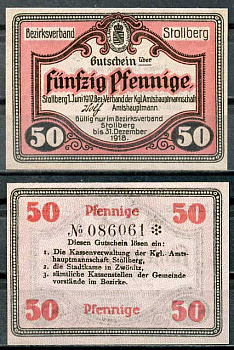 Bezirksverband Stollberg
Gutschein über
Fünfzig Pfennige.
Stollberg, 1. Juni 1917. Bez. Verband der Kgl. Amtshauptmannschaft
Amtshauptmann
Gültig nur im Bezirksverband
Stollberg
bis 31. Dezember
1918.
50 50
50 Pfennige 50
No 086061 ✻
Diesen Gutschein lösen ein:
1. Die Kassenverwaltung der Kgl. Amts-
hauptmannschaft Stollberg,
2. die Stadtkasse in Zwönitz,
3. sämtliche Kassenstellen der Gemeinde
vorstände im Bezirke.
50 Pfennige 50